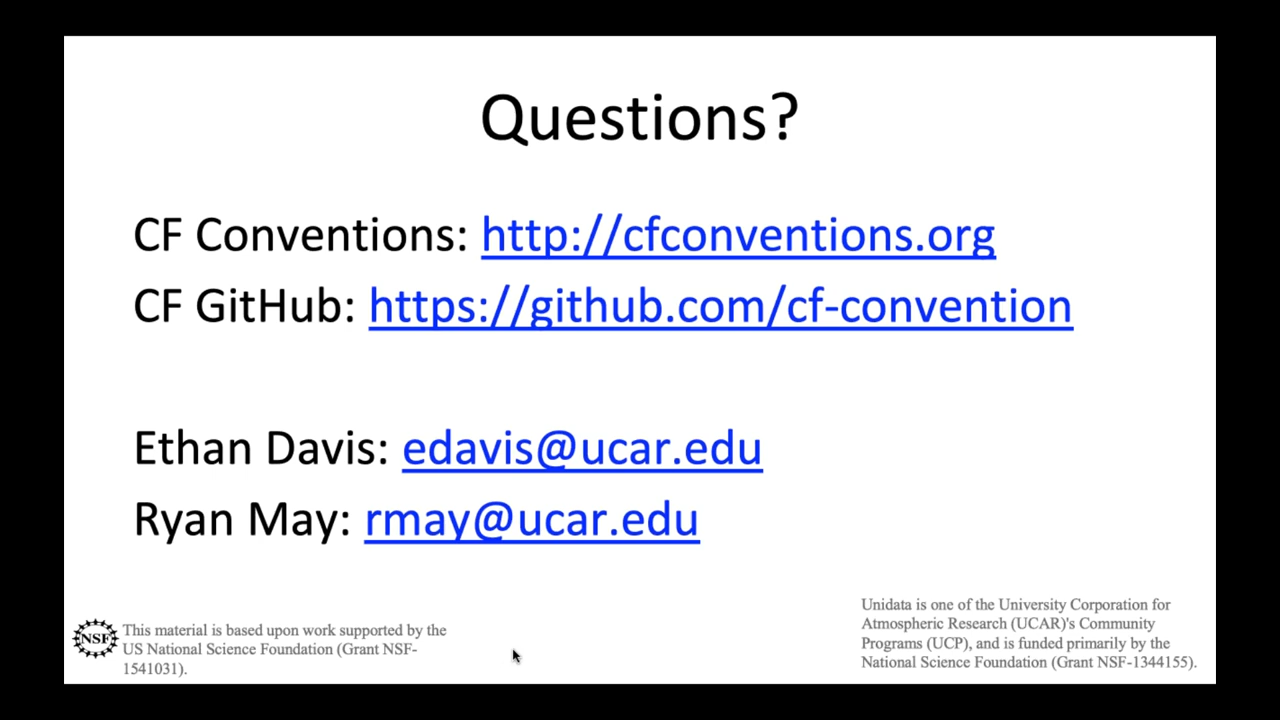 Questions?
CF Conventions: http://cfconventions.org
CF GitHub: https://github.com/cf-convention
Ethan Davis: edavis@ucar.edu
Ryan May: rmay@ucar.edu
NSF
This material is based upon work supported by the
US National Science Foundation (Grant NSF-
1541031).
Unidata is one of the University Corporation for
Atmospheric Research (UCAR)'s Community
Programs (UCP), and is funded primarily by the
National Science Foundation (Grant NSF-1344155).